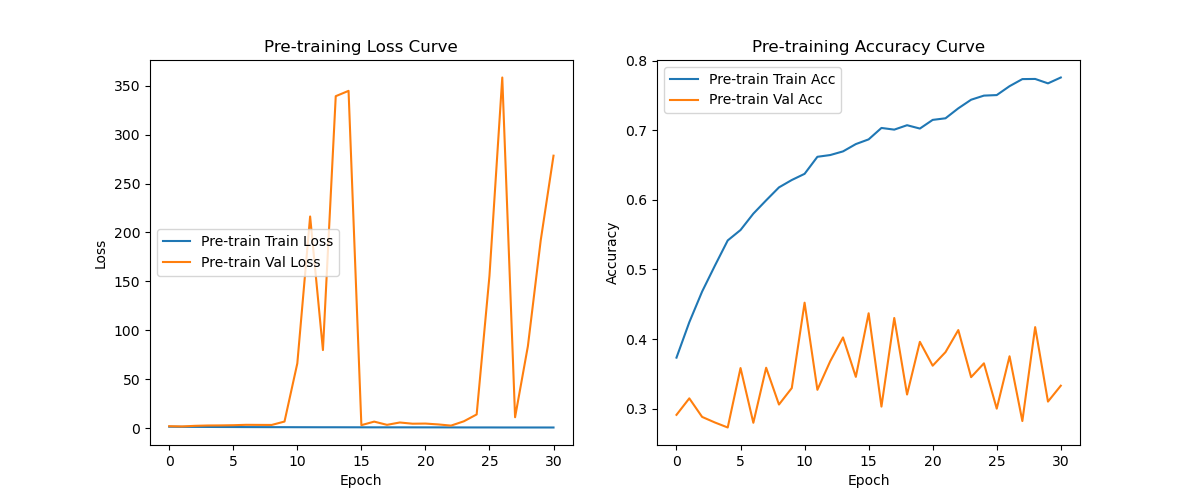 Pre-training Loss Curve
350
300
250
200
150
100
50
0
Loss
Pre-train Train Loss
Pre-train Val Loss
0 5 10 15 20 25 30
Epoch
Pre-training Accuracy Curve
0.8
0.7
0.6
0.5
0.4
0.3
Accuracy
Pre-train Train Acc
Pre-train Val Acc
0 5 10 15 20 25 30
Epoch